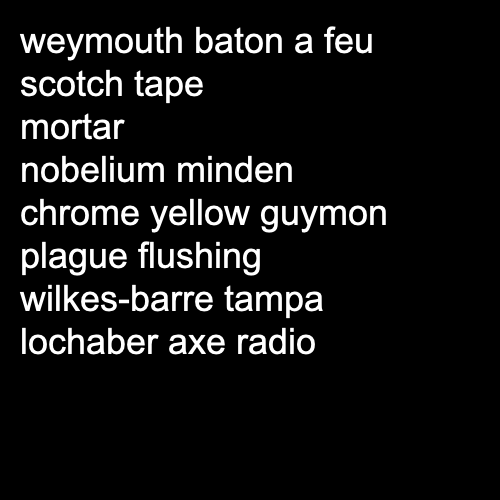 weymouth baton a feu
scotch tape
mortar
nobelium minden
chrome yellow guymon
plague flushing
wilkes-barre tampa
lochaber axe radio